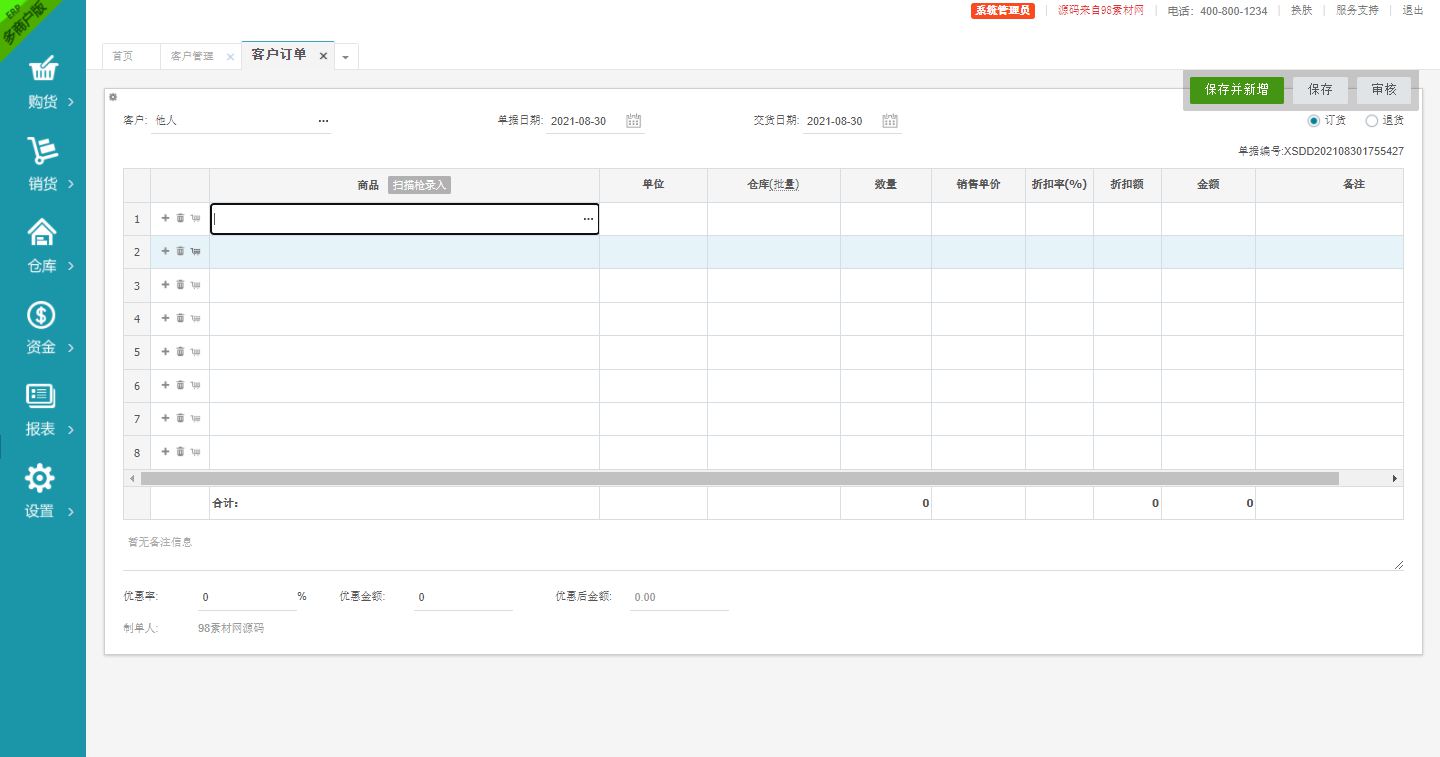 ERP
多商户版
系统管理员 源码来自98素材网 电话: 400-800-1234 换肤 服务支持 退出
首页 客户管理 客户订单
购货
销货
仓库
资金
报表
设置
保存并新增 保存 审核
客户: 他人 ... 单据日期: 2021-08-30 交货日期: 2021-08-30 订货 退货
单据编号:XSDD202108301755427
商品 扫描枪录入 单位 仓库(批量) 数量 销售单价 折扣率(%) 折扣额 金额 备注
1 ...
2
3
4
5
6
7
8
合计: 0 0 0
暂无备注信息
优惠率: 0 % 优惠金额: 0 优惠后金额: 0.00
制单人: 98素材网源码